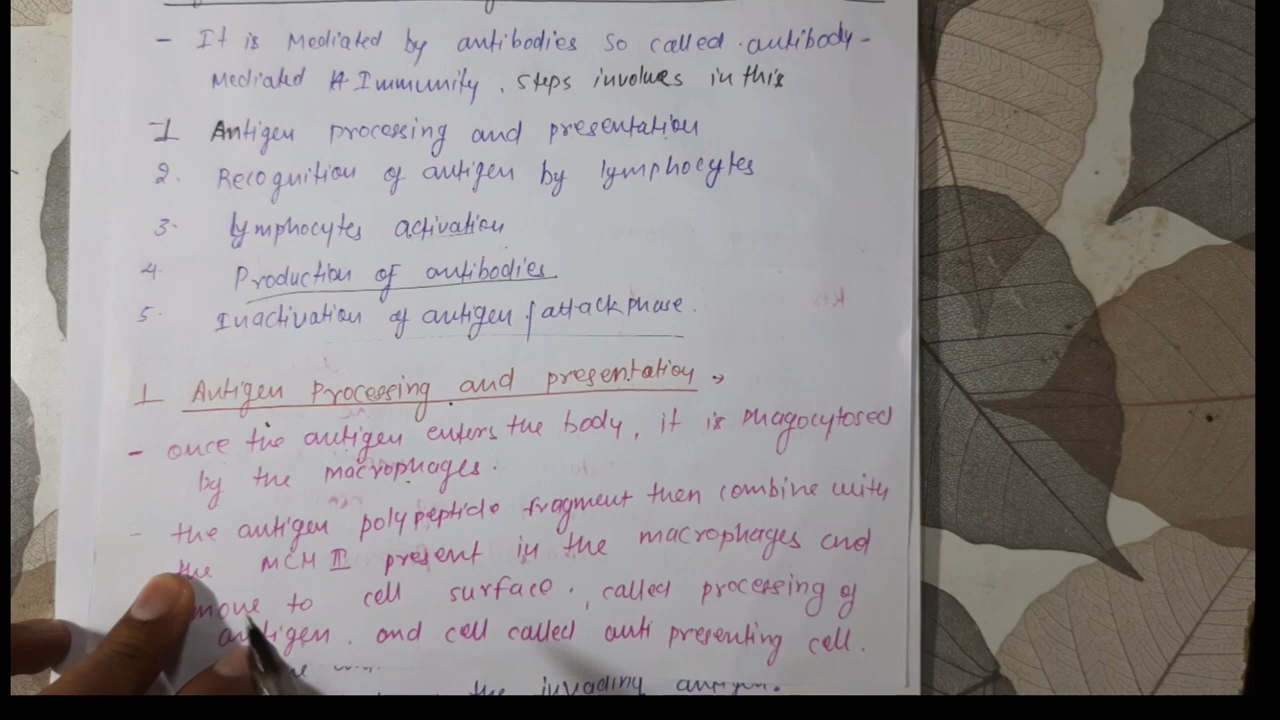 - It is Mediated by antibodies so called antibody-
Mediated Immunity, steps involves in this
1 Antigen processing and presentation
2. Recognition of antigen by lymphocytes
3. lymphocytes activation
4. Production of antibodies
5. Inactivation of antigen / attack phase.
1 Antigen Processing and presentation
- once the antigen enters the body, it is phagocytosed
by the macrophages.
- the antigen polypeptide fragment then combine with
the MCH II present in the macrophages and
move to cell surface. called processing of
antigen. and cell called anti presenting cell.
the invading antigen.